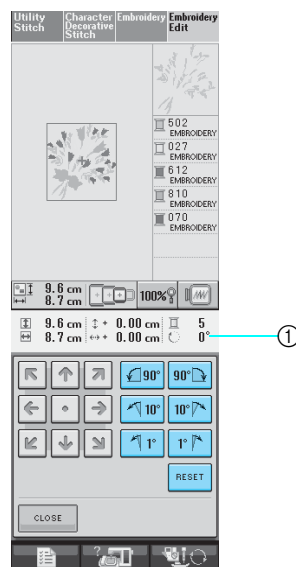 Utility Stitch
Character Decorative Stitch
Embroidery
Embroidery Edit
502
EMBROIDERY
027
EMBROIDERY
612
EMBROIDERY
810
EMBROIDERY
070
EMBROIDERY
9.6 cm
8.7 cm
100%
9.6 cm 0.00 cm 5
8.7 cm 0.00 cm 0°
1
90° 90°
10° 10°
1° 1°
RESET
CLOSE
?